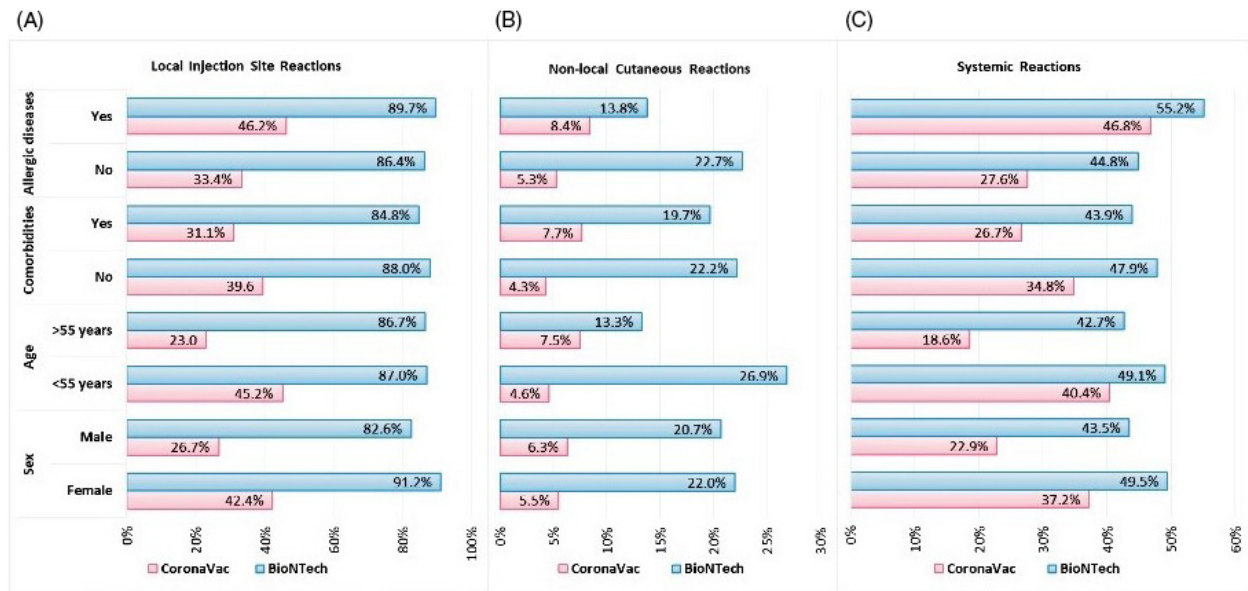 (A)
(B)
(C)
Local Injection Site Reactions
Non-local Cutaneous Reactions
Systemic Reactions
Allergic diseases
Yes
89.7%
46.2%
13.8%
8.4%
55.2%
46.8%
No
86.4%
33.4%
22.7%
5.3%
44.8%
27.6%
Comorbidities
Yes
84.8%
31.1%
19.7%
7.7%
43.9%
26.7%
No
88.0%
39.6
22.2%
4.3%
47.9%
34.8%
Age
>55 years
86.7%
23.0
13.3%
7.5%
42.7%
18.6%
<55 years
87.0%
45.2%
26.9%
4.6%
49.1%
40.4%
Sex
Male
82.6%
26.7%
20.7%
6.3%
43.5%
22.9%
Female
91.2%
42.4%
22.0%
5.5%
49.5%
37.2%
0% 20% 40% 60% 80% 100%
0% 5% 10% 15% 20% 25% 30%
0% 10% 20% 30% 40% 50% 60%
CoronaVac BioNTech
CoronaVac BioNTech
CoronaVac BioNTech